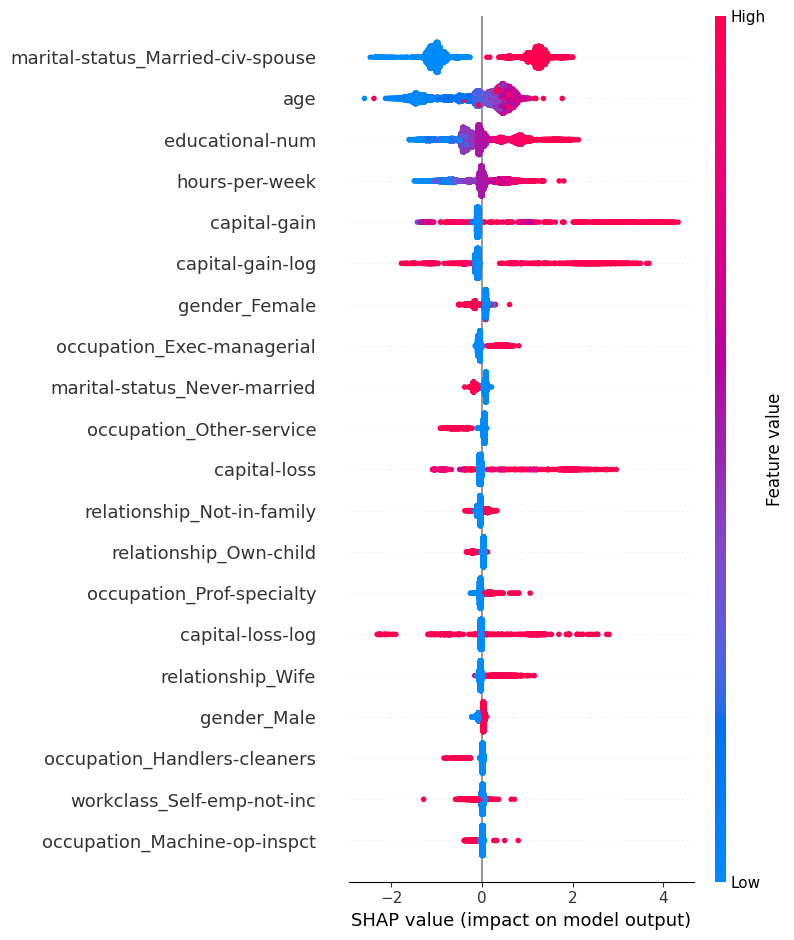 High
marital-status_Married-civ-spouse
age
educational-num
hours-per-week
capital-gain
capital-gain-log
gender_Female
occupation_Exec-managerial
marital-status_Never-married
occupation_Other-service
capital-loss
relationship_Not-in-family
relationship_Own-child
occupation_Prof-specialty
capital-loss-log
relationship_Wife
gender_Male
occupation_Handlers-cleaners
workclass_Self-emp-not-inc
occupation_Machine-op-inspct
Feature value
Low
−2 0 2 4
SHAP value (impact on model output)